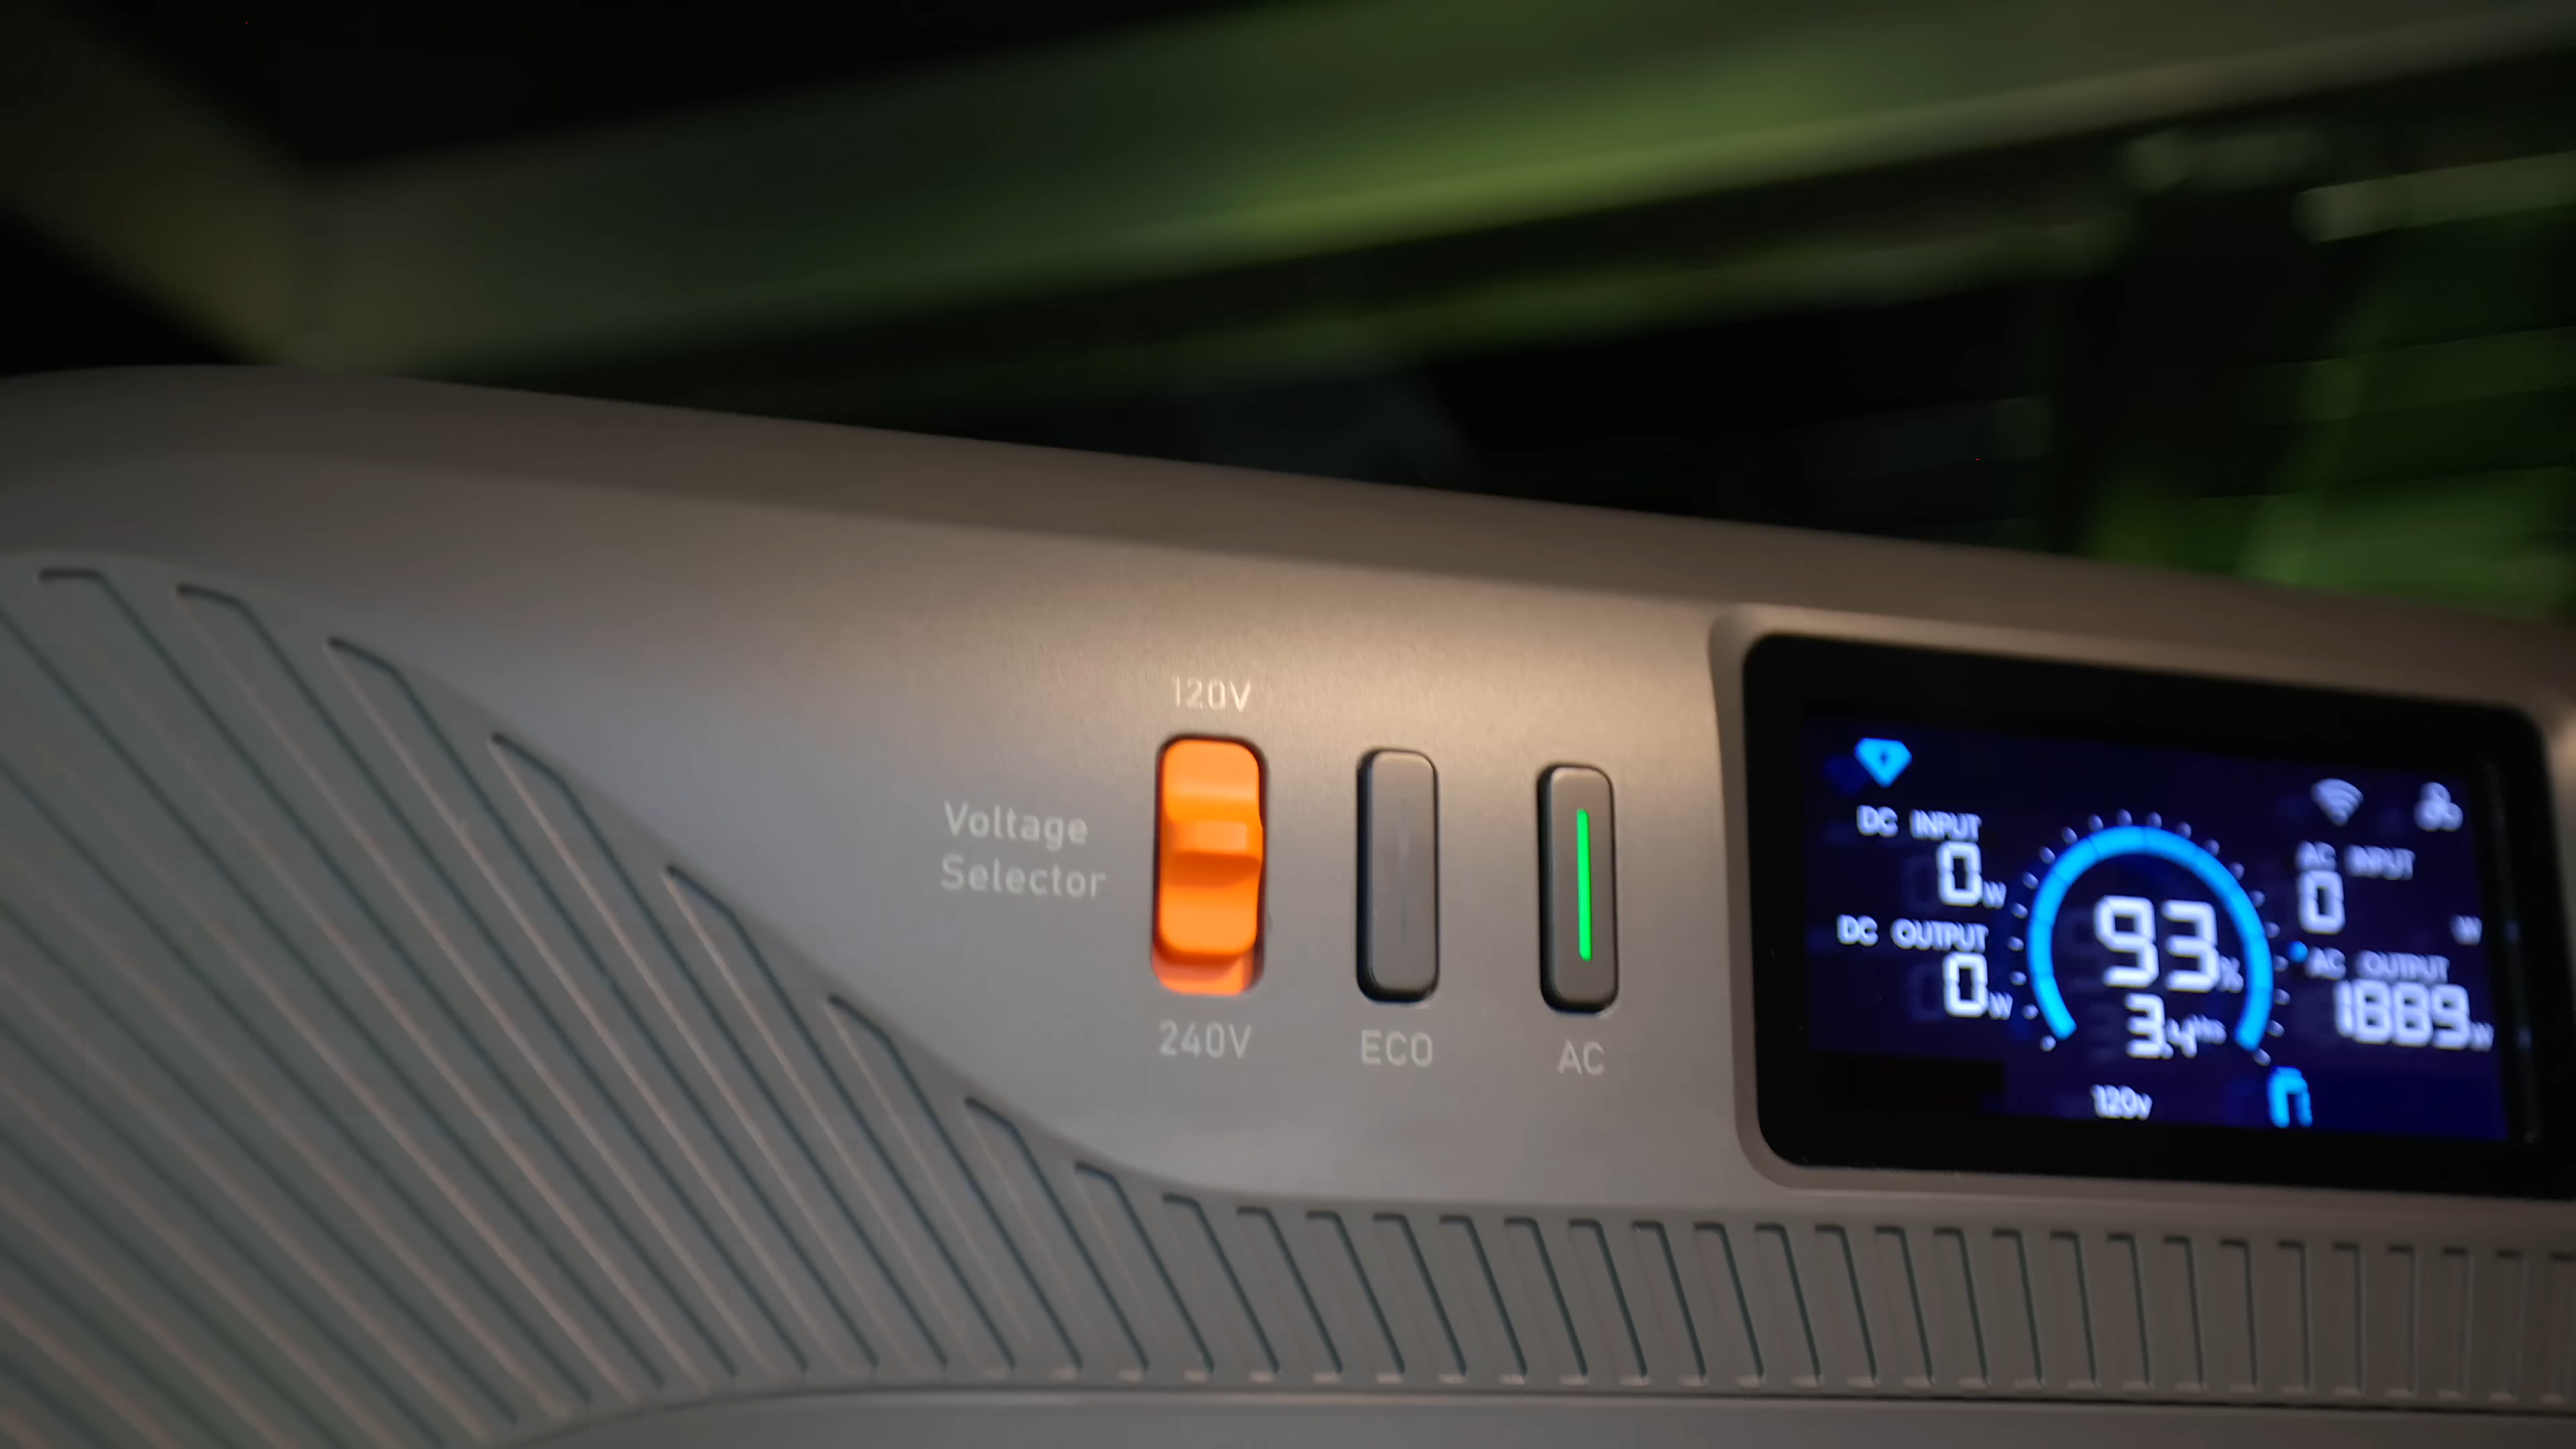 120V
Voltage
Selector
240V
ECO
AC
DC INPUT
0W
DC OUTPUT
0W
93%
3.4Hrs
120v
AC INPUT
0
W
AC OUTPUT